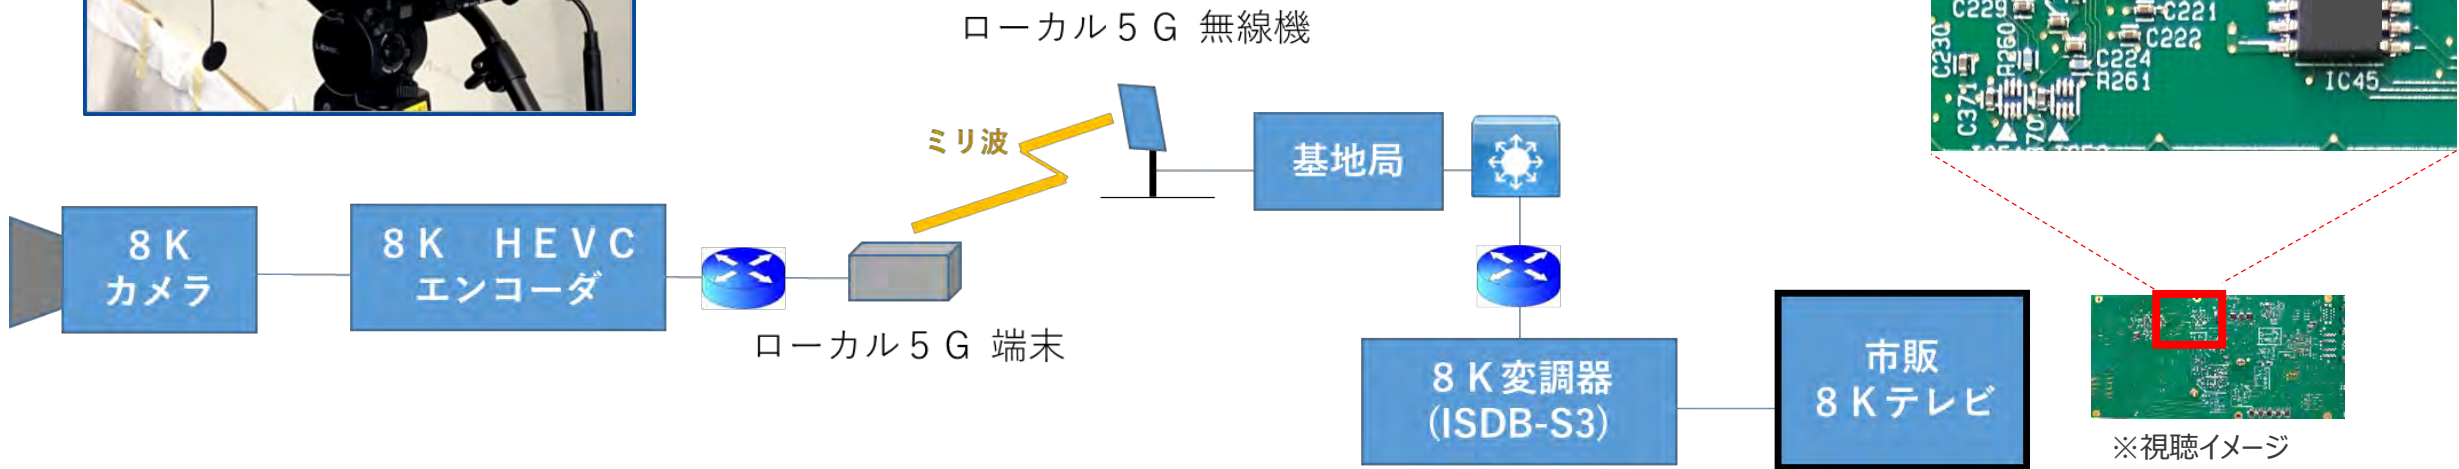 ローカル５Ｇ 無線機
ミリ波
基地局
８Ｋ
カメラ
８Ｋ　ＨＥＶＣ
エンコーダ
ローカル５Ｇ 端末
８Ｋ変調器
(ISDB-S3)
市販
８Ｋテレビ
※視聴イメージ
C229
C221
C222
C230
R260
C224
R261
C371
IC45